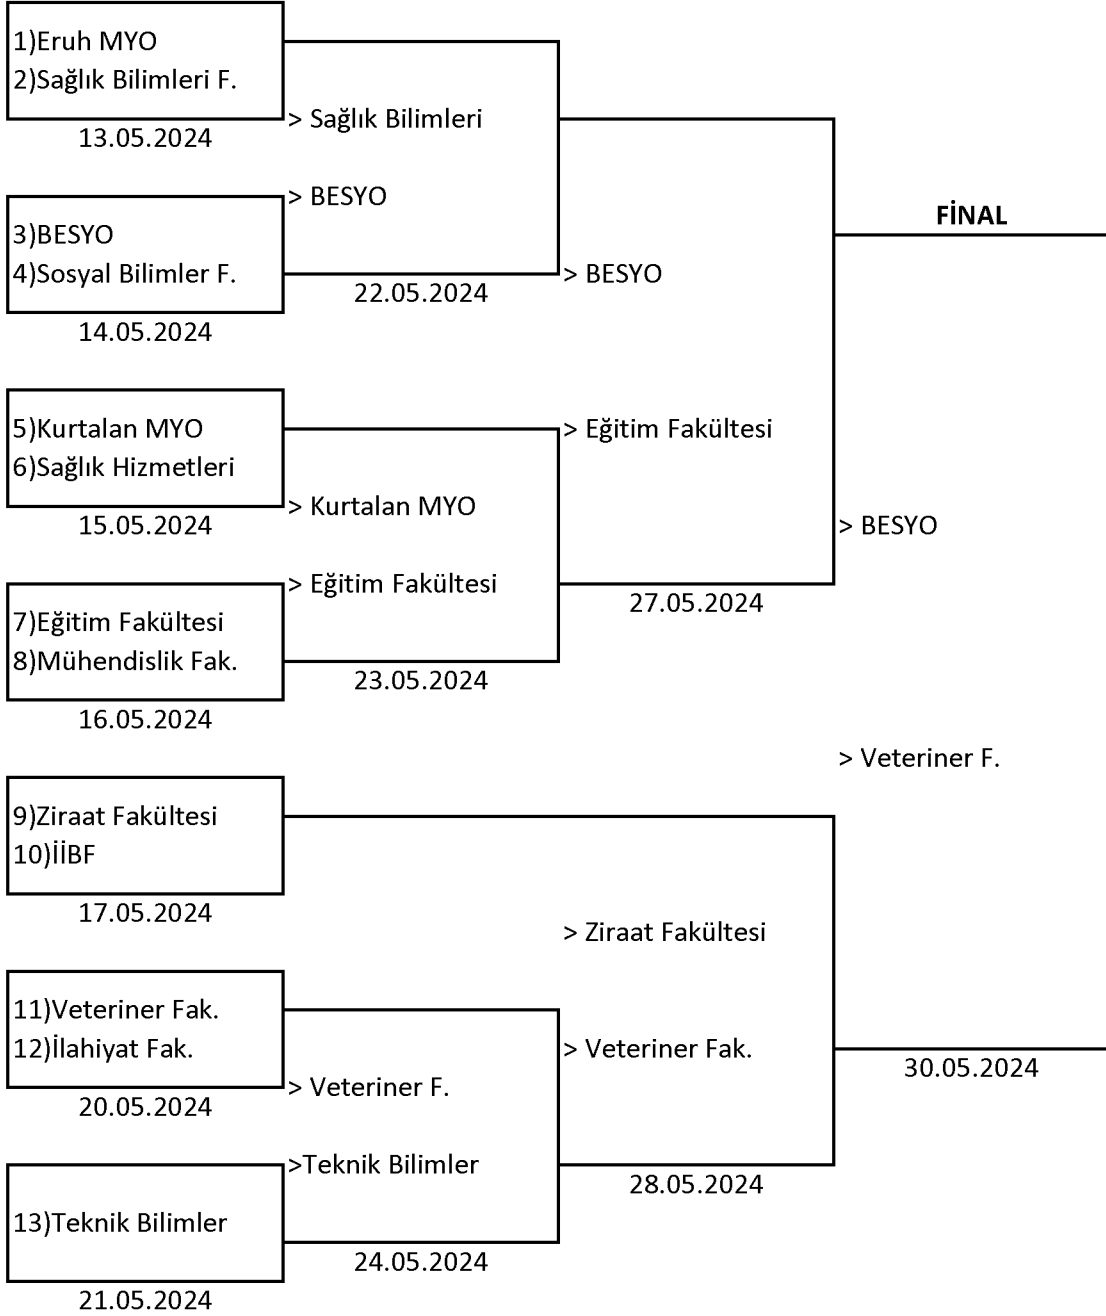 1)Eruh MYO
2)Sağlık Bilimleri F.
13.05.2024
> Sağlık Bilimleri
> BESYO
3)BESYO
4)Sosyal Bilimler F.
14.05.2024
22.05.2024
> BESYO
FİNAL
5)Kurtalan MYO
6)Sağlık Hizmetleri
15.05.2024
> Eğitim Fakültesi
> Kurtalan MYO
> Eğitim Fakültesi
7)Eğitim Fakültesi
8)Mühendislik Fak.
16.05.2024
23.05.2024
27.05.2024
> BESYO
> Veteriner F.
9)Ziraat Fakültesi
10)İİBF
17.05.2024
> Ziraat Fakültesi
11)Veteriner Fak.
12)İlahiyat Fak.
20.05.2024
> Veteriner Fak.
> Veteriner F.
>Teknik Bilimler
13)Teknik Bilimler
21.05.2024
24.05.2024
28.05.2024
30.05.2024